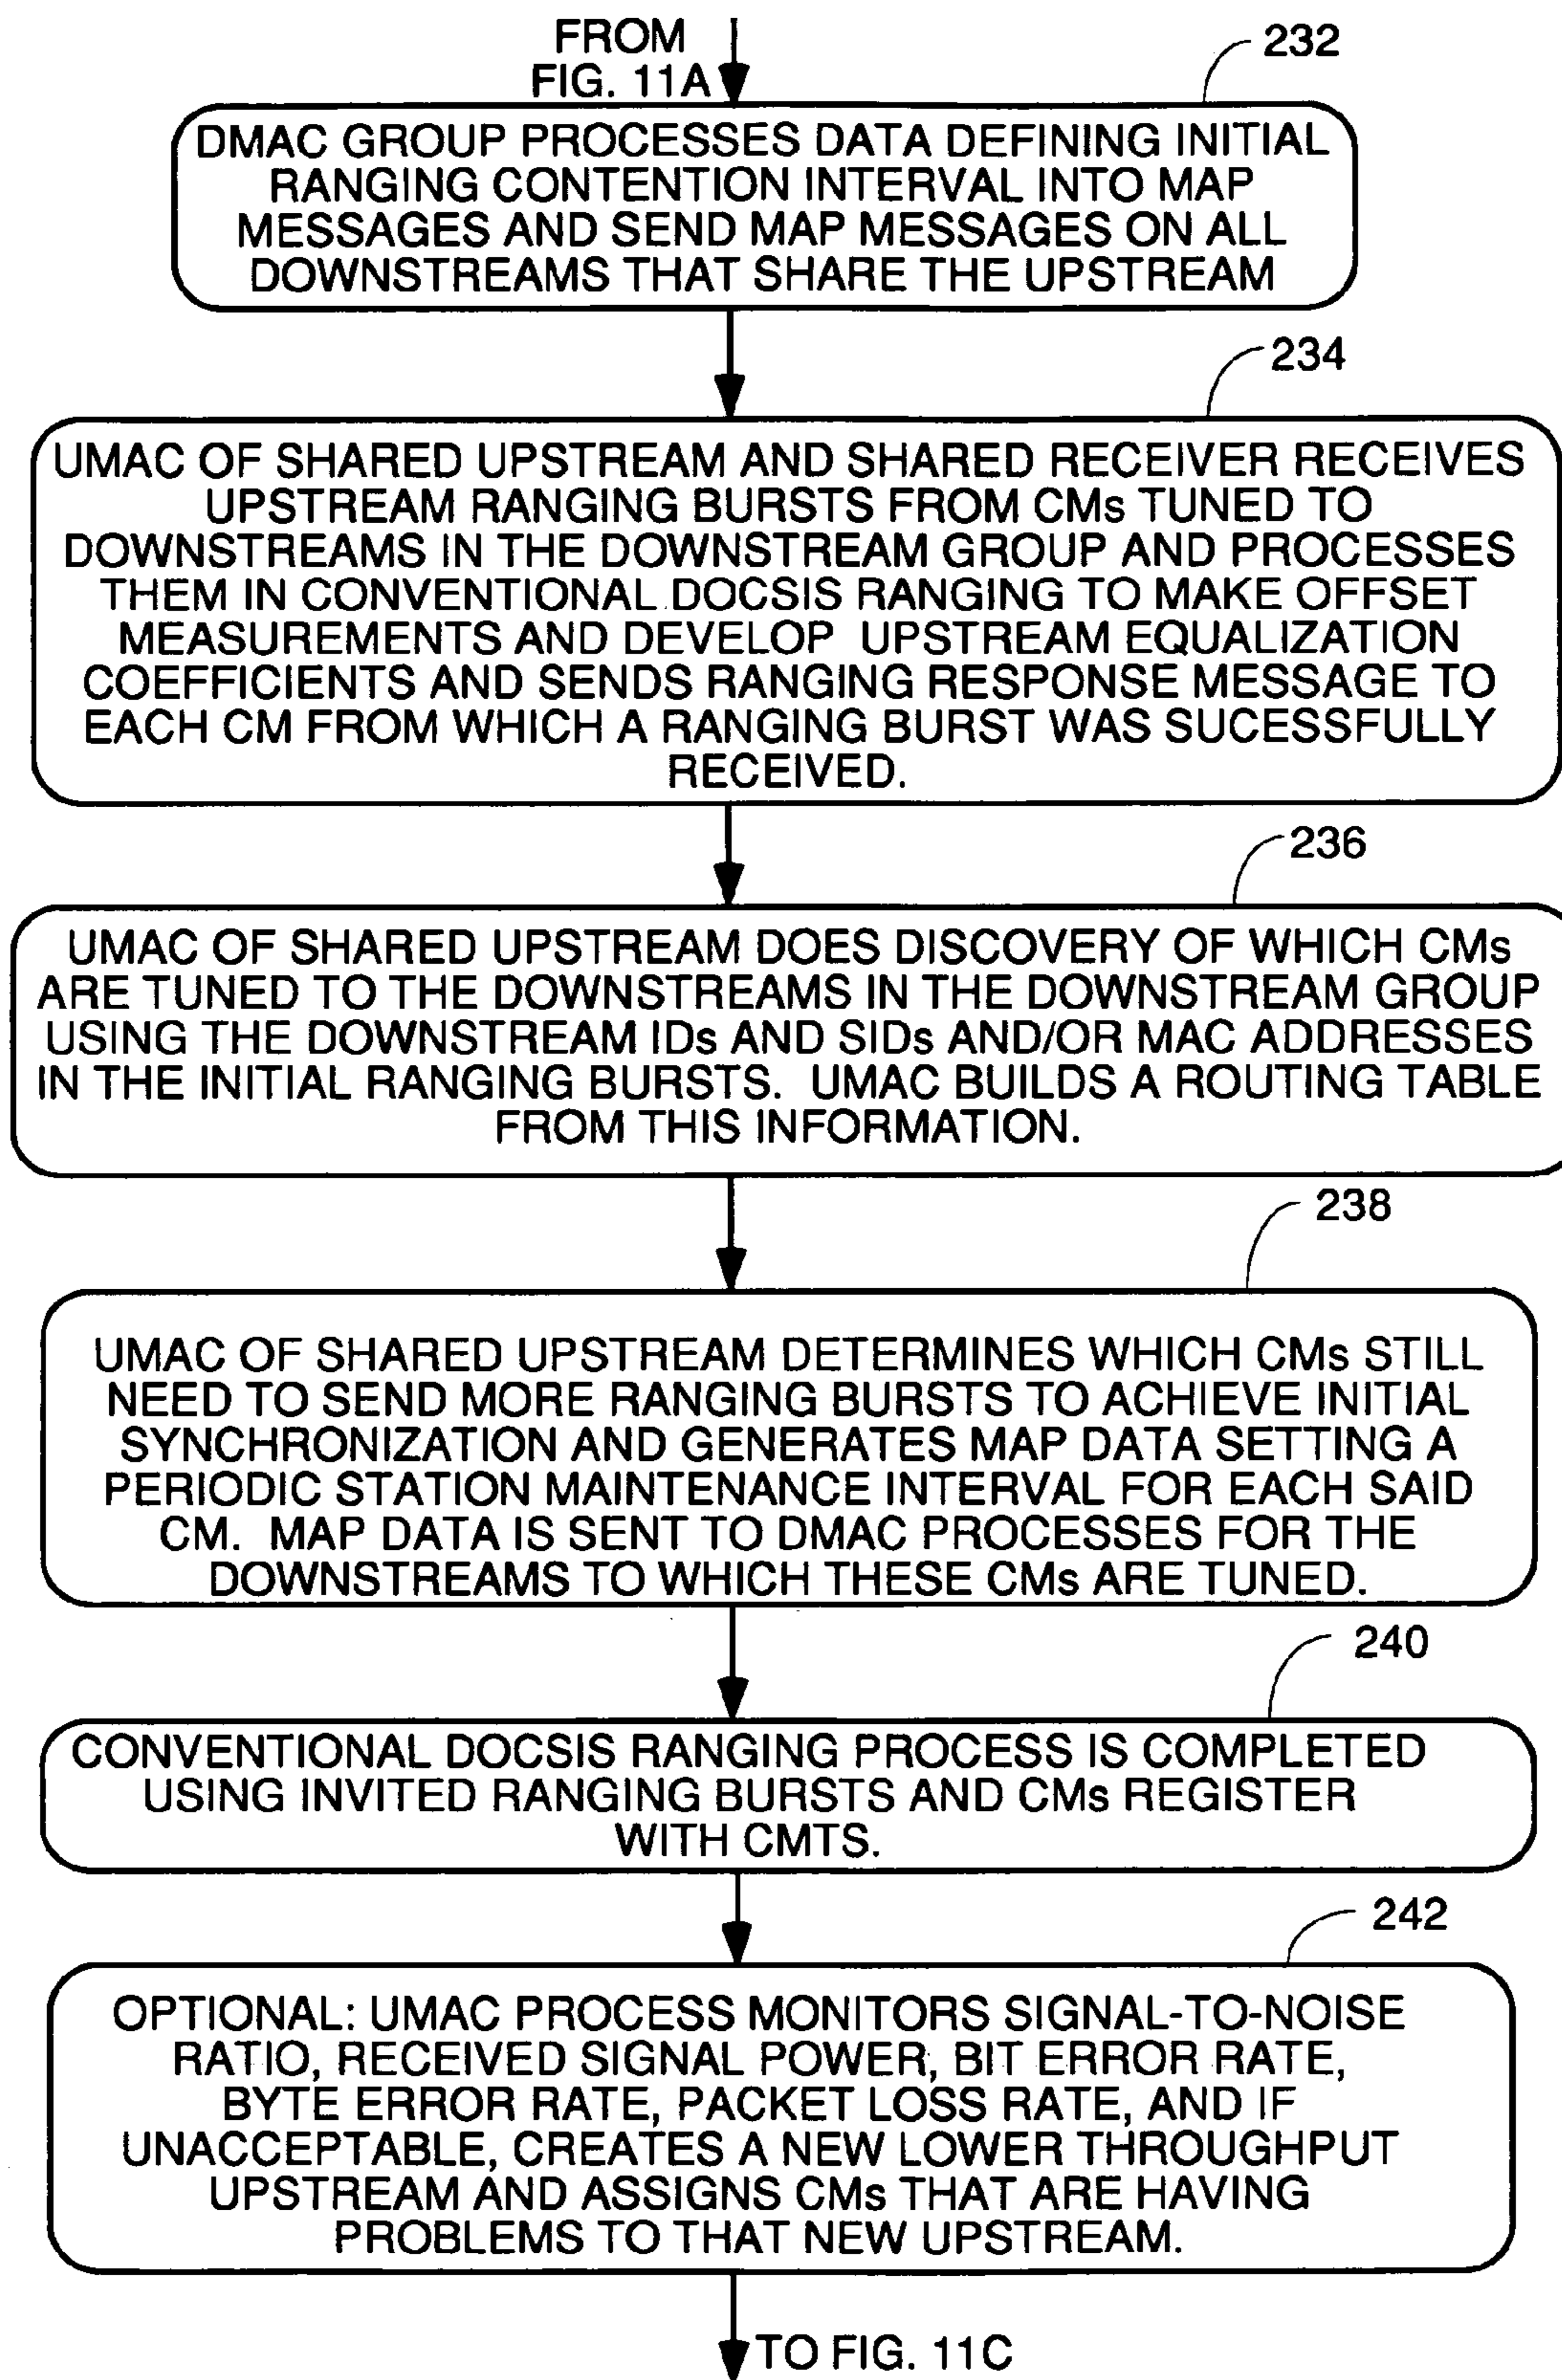 FROM
FIG. 11A
232
DMAC GROUP PROCESSES DATA DEFINING INITIAL
RANGING CONTENTION INTERVAL INTO MAP
MESSAGES AND SEND MAP MESSAGES ON ALL
DOWNSTREAMS THAT SHARE THE UPSTREAM
234
UMAC OF SHARED UPSTREAM AND SHARED RECEIVER RECEIVES
UPSTREAM RANGING BURSTS FROM CMs TUNED TO
DOWNSTREAMS IN THE DOWNSTREAM GROUP AND PROCESSES
THEM IN CONVENTIONAL DOCSIS RANGING TO MAKE OFFSET
MEASUREMENTS AND DEVELOP UPSTREAM EQUALIZATION
COEFFICIENTS AND SENDS RANGING RESPONSE MESSAGE TO
EACH CM FROM WHICH A RANGING BURST WAS SUCESSFULLY
RECEIVED.
236
UMAC OF SHARED UPSTREAM DOES DISCOVERY OF WHICH CMs
ARE TUNED TO THE DOWNSTREAMS IN THE DOWNSTREAM GROUP
USING THE DOWNSTREAM IDs AND SIDs AND/OR MAC ADDRESSES
IN THE INITIAL RANGING BURSTS. UMAC BUILDS A ROUTING TABLE
FROM THIS INFORMATION.
238
UMAC OF SHARED UPSTREAM DETERMINES WHICH CMs STILL
NEED TO SEND MORE RANGING BURSTS TO ACHIEVE INITIAL
SYNCHRONIZATION AND GENERATES MAP DATA SETTING A
PERIODIC STATION MAINTENANCE INTERVAL FOR EACH SAID
CM. MAP DATA IS SENT TO DMAC PROCESSES FOR THE
DOWNSTREAMS TO WHICH THESE CMs ARE TUNED.
240
CONVENTIONAL DOCSIS RANGING PROCESS IS COMPLETED
USING INVITED RANGING BURSTS AND CMs REGISTER
WITH CMTS.
242
OPTIONAL: UMAC PROCESS MONITORS SIGNAL-TO-NOISE
RATIO, RECEIVED SIGNAL POWER, BIT ERROR RATE,
BYTE ERROR RATE, PACKET LOSS RATE, AND IF
UNACCEPTABLE, CREATES A NEW LOWER THROUGHPUT
UPSTREAM AND ASSIGNS CMs THAT ARE HAVING
PROBLEMS TO THAT NEW UPSTREAM.
TO FIG. 11C